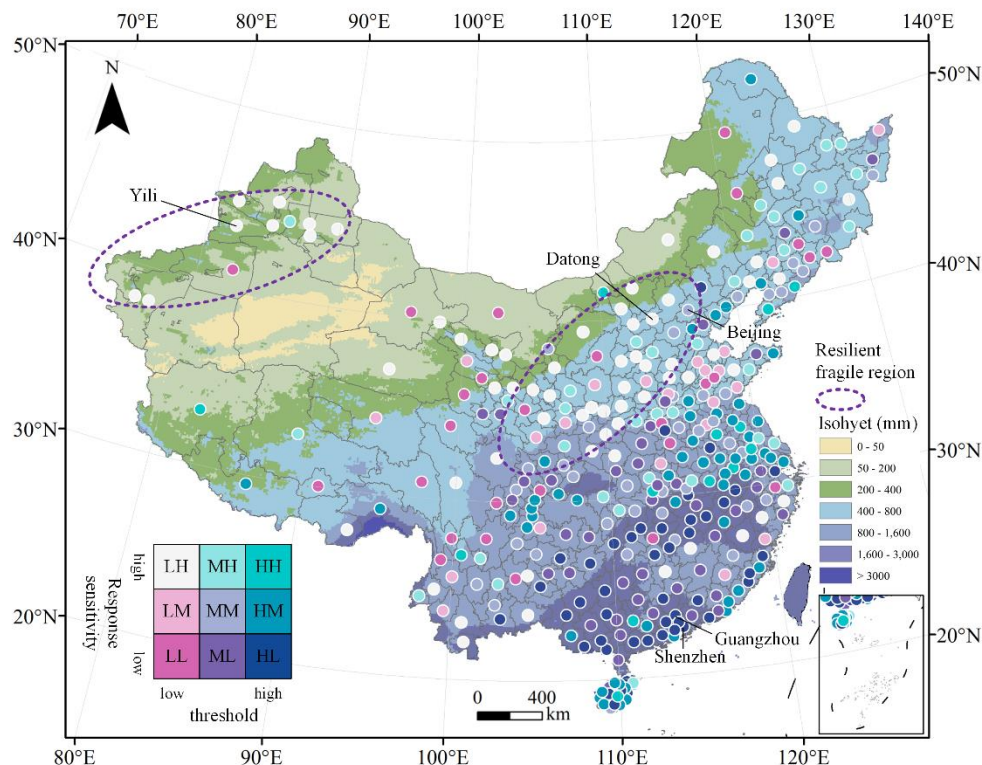 70°E 80°E 90°E 100°E 110°E 120°E 130°E 140°E
50°N
50°N
N
Yili
40°N
40°N
Datong
Beijing
Resilient
fragile region
Isohyet (mm)
0 - 50
50 - 200
200 - 400
400 - 800
800 - 1,600
1,600 - 3,000
> 3000
30°N
30°N
high
LH MH HH
Response
sensitivity
LM MM HM
low
LL ML HL
low high
threshold
20°N
20°N
Guangzhou
Shenzhen
0 400
km
80°E 90°E 100°E 110°E 120°E